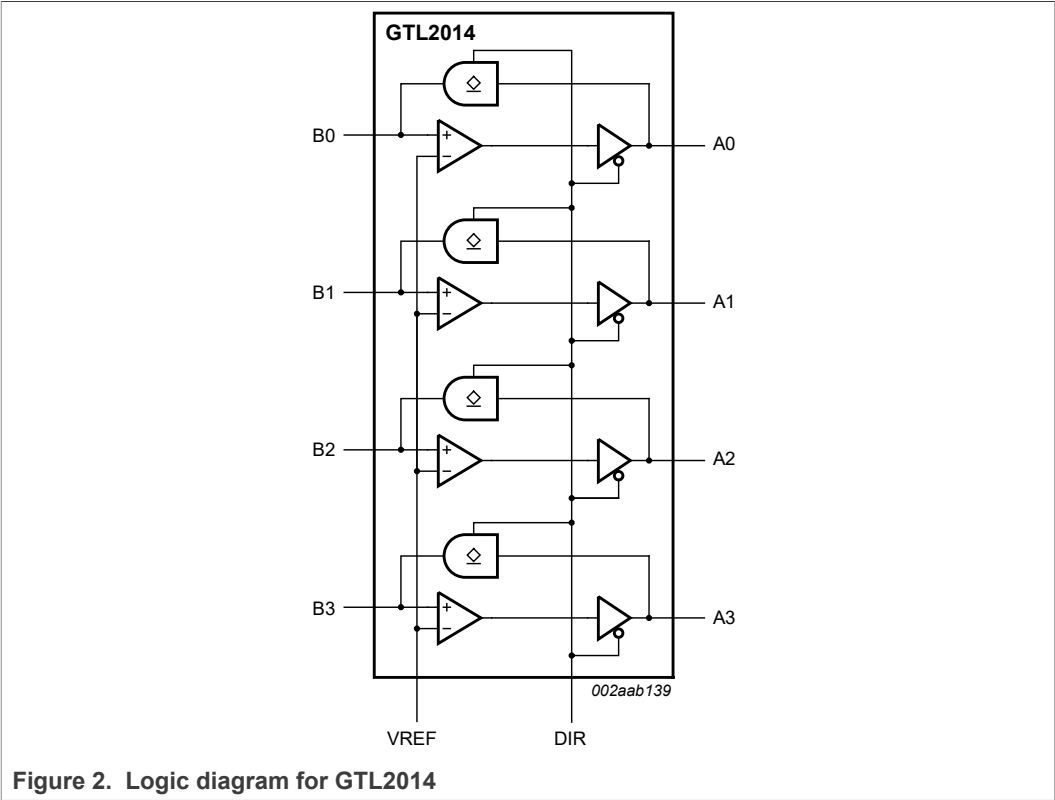 GTL2014
B0
+
−
A0
B1
+
−
A1
B2
+
−
A2
B3
+
−
A3
002aab139
VREF DIR
Figure 2. Logic diagram for GTL2014